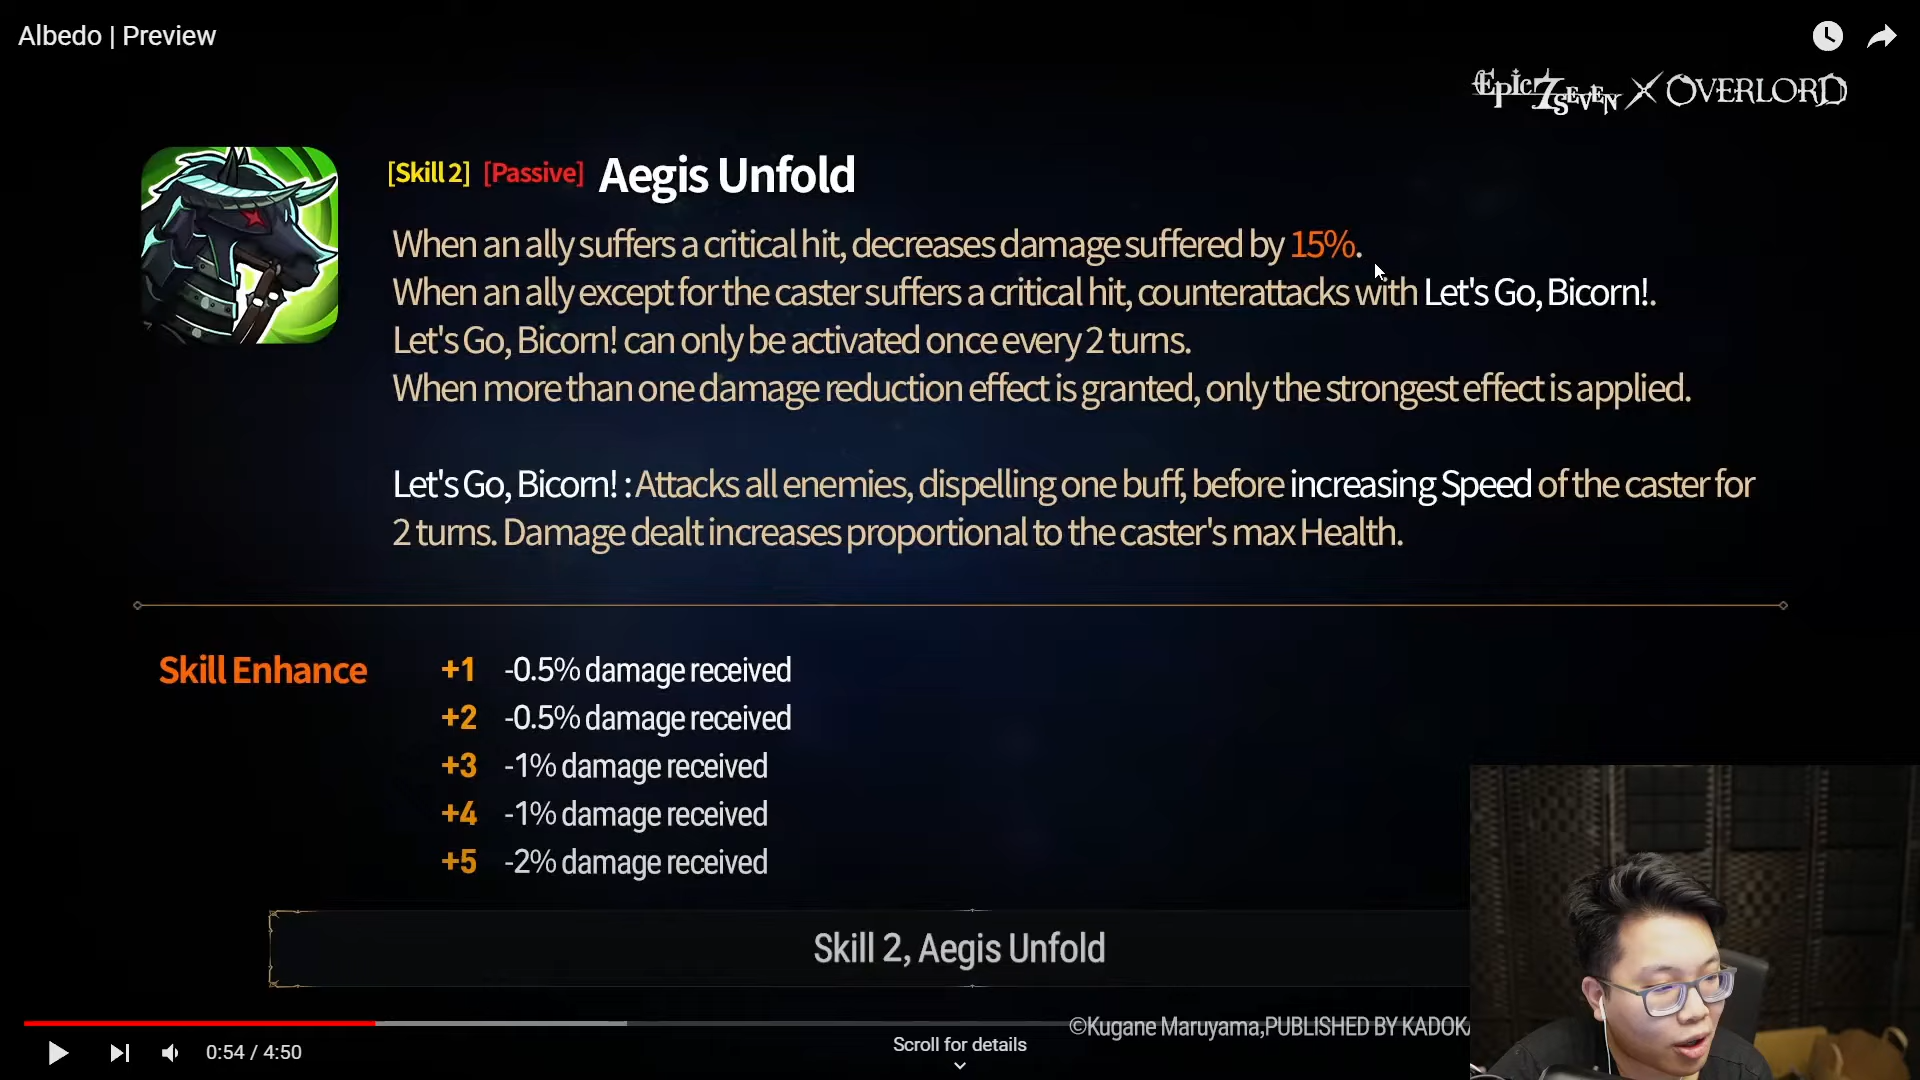 Albedo | Preview
EPIC SEVEN X OVERLORD
[Skill 2] [Passive] Aegis Unfold
When an ally suffers a critical hit, decreases damage suffered by 15%.
When an ally except for the caster suffers a critical hit, counterattacks with Let's Go, Bicorn!.
Let's Go, Bicorn! can only be activated once every 2 turns.
When more than one damage reduction effect is granted, only the strongest effect is applied.
Let's Go, Bicorn! : Attacks all enemies, dispelling one buff, before increasing Speed of the caster for
2 turns. Damage dealt increases proportional to the caster's max Health.
Skill Enhance
+1 -0.5% damage received
+2 -0.5% damage received
+3 -1% damage received
+4 -1% damage received
+5 -2% damage received
Skill 2, Aegis Unfold
©Kugane Maruyama,PUBLISHED BY KADOKA
0:54 / 4:50
Scroll for details